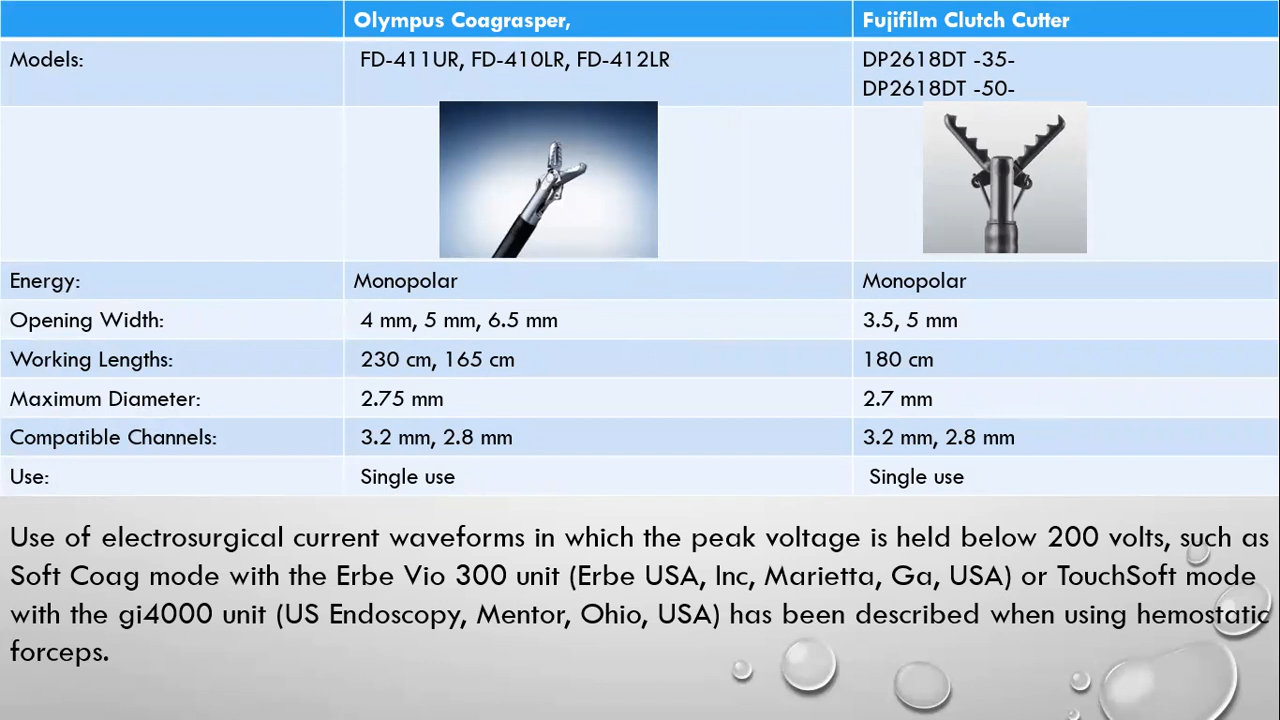 Olympus Coagrasper, Fujifilm Clutch Cutter
Models: FD-411UR, FD-410LR, FD-412LR DP2618DT -35-
DP2618DT -50-
Energy: Monopolar Monopolar
Opening Width: 4 mm, 5 mm, 6.5 mm 3.5, 5 mm
Working Lengths: 230 cm, 165 cm 180 cm
Maximum Diameter: 2.75 mm 2.7 mm
Compatible Channels: 3.2 mm, 2.8 mm 3.2 mm, 2.8 mm
Use: Single use Single use
Use of electrosurgical current waveforms in which the peak voltage is held below 200 volts, such as
Soft Coag mode with the Erbe Vio 300 unit (Erbe USA, Inc, Marietta, Ga, USA) or TouchSoft mode
with the gi4000 unit (US Endoscopy, Mentor, Ohio, USA) has been described when using hemostatic
forceps.